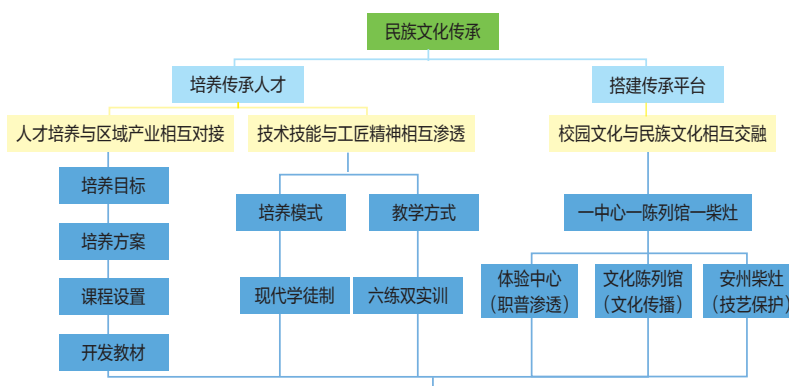 民族文化传承
培养传承人才
搭建传承平台
人才培养与区域产业相互对接
技术技能与工匠精神相互渗透
校园文化与民族文化相互交融
培养目标
培养方案
课程设置
开发教材
培养模式
教学方式
现代学徒制
六练双实训
一中心一陈列馆一柴灶
体验中心
（职普渗透）
文化陈列馆
（文化传播）
安州柴灶
（技艺保护）